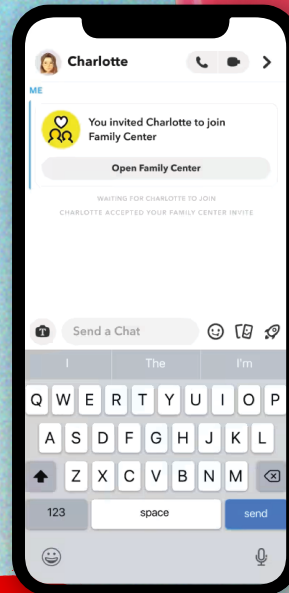 Charlotte
ME
You invited Charlotte to join
Family Center
Open Family Center
WAITING FOR CHARLOTTE TO JOIN
CHARLOTTE ACCEPTED YOUR FAMILY CENTER INVITE
T
Send a Chat
I The I'm
Q W E R T Y U I O P
A S D F G H J K L
Z X C V B N M
123 space send